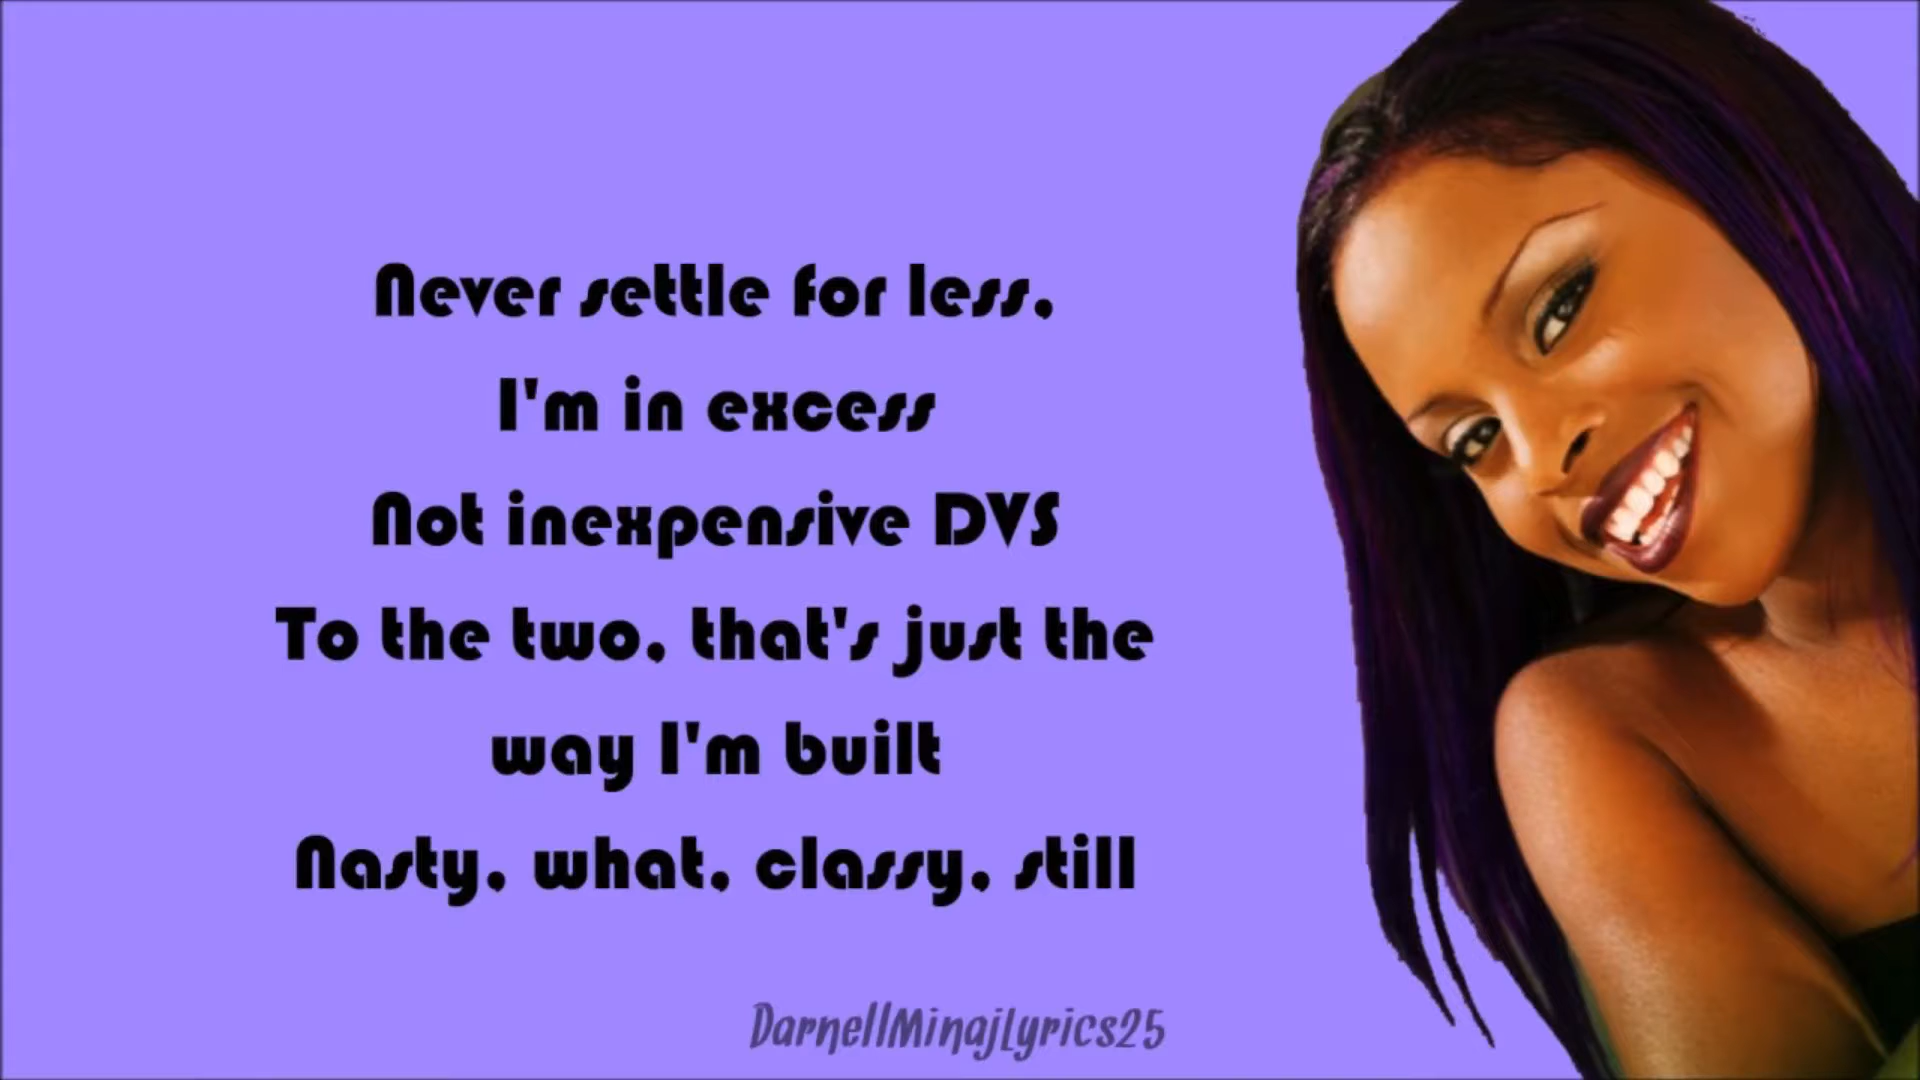 Never settle for less,
I'm in excess
Not inexpensive DVS
To the two, that's just the
way I'm built
Nasty, what, classy, still
DarnellMinajLyrics25